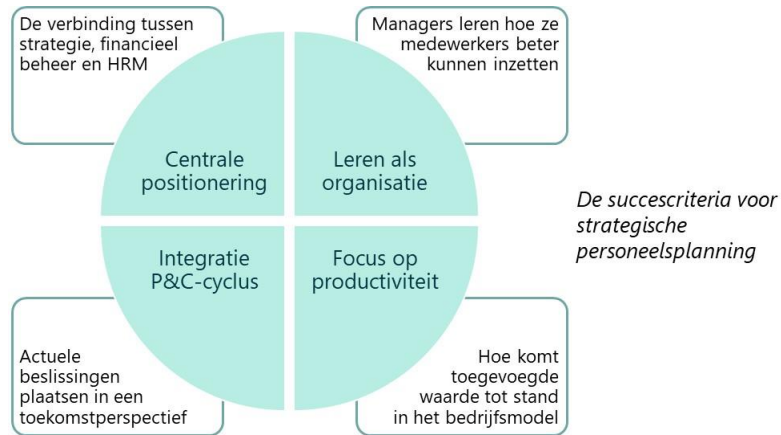 De verbinding tussen
strategie, financieel
beheer en HRM
Managers leren hoe ze
medewerkers beter
kunnen inzetten
Centrale
positionering
Leren als
organisatie
De succescriteria voor
strategische
personeelsplanning
Integratie
P&C-cyclus
Focus op
productiviteit
Actuele
beslissingen
plaatsen in een
toekomstperspectief
Hoe komt
toegevoegde
waarde tot stand
in het bedrijfsmodel